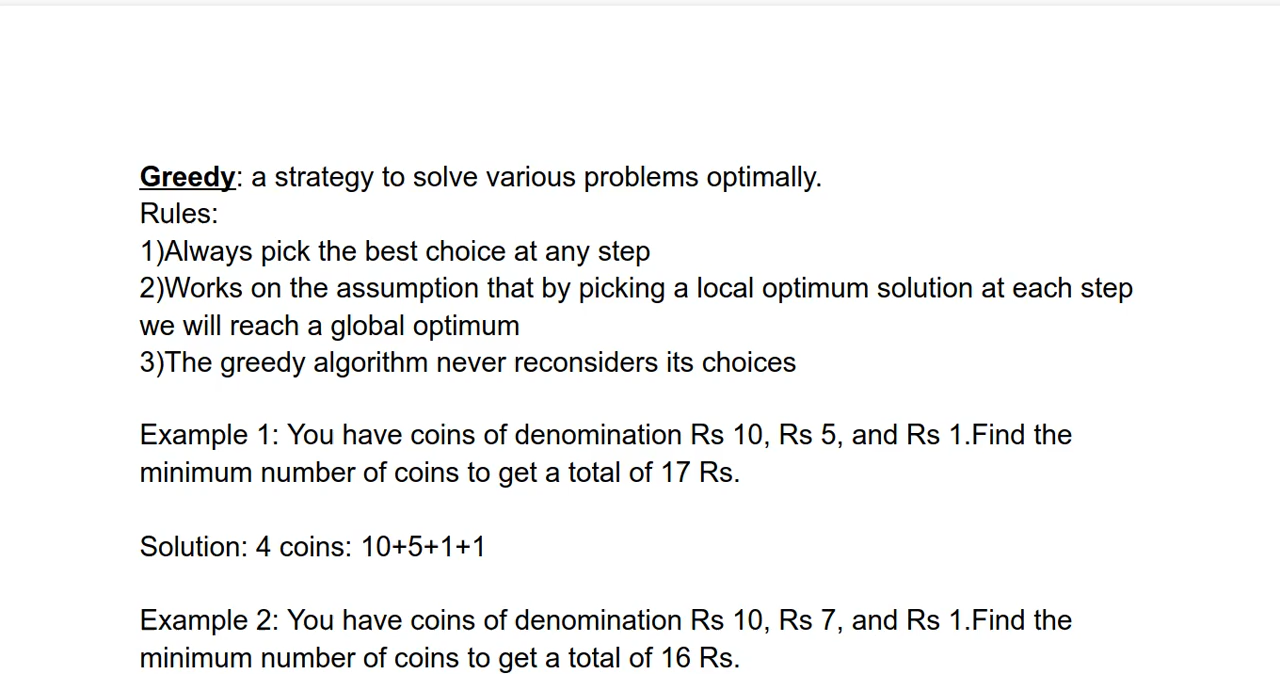 Greedy: a strategy to solve various problems optimally.
Rules:
1)Always pick the best choice at any step
2)Works on the assumption that by picking a local optimum solution at each step
we will reach a global optimum
3)The greedy algorithm never reconsiders its choices
Example 1: You have coins of denomination Rs 10, Rs 5, and Rs 1.Find the
minimum number of coins to get a total of 17 Rs.
Solution: 4 coins: 10+5+1+1
Example 2: You have coins of denomination Rs 10, Rs 7, and Rs 1.Find the
minimum number of coins to get a total of 16 Rs.